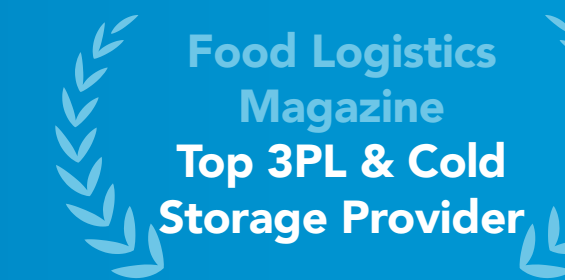 Food Logistics
Magazine
Top 3PL & Cold
Storage Provider